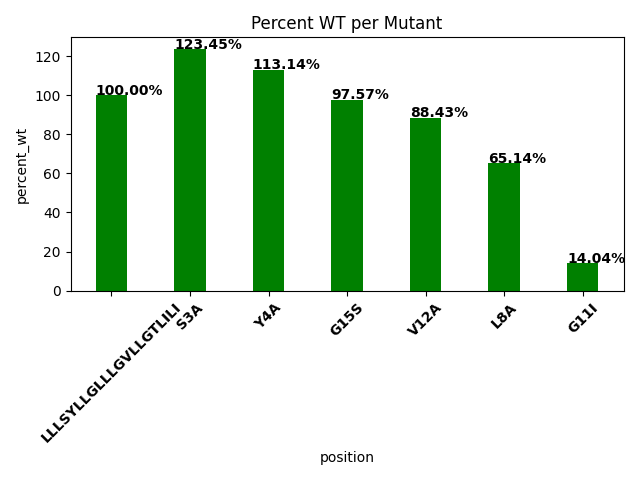 Percent WT per Mutant
percent_wt
120
100
80
60
40
20
0
100.00%
123.45%
113.14%
97.57%
88.43%
65.14%
14.04%
LLLSYLLGLLLGVLLGTLILI
S3A
Y4A
G15S
V12A
L8A
G11I
position